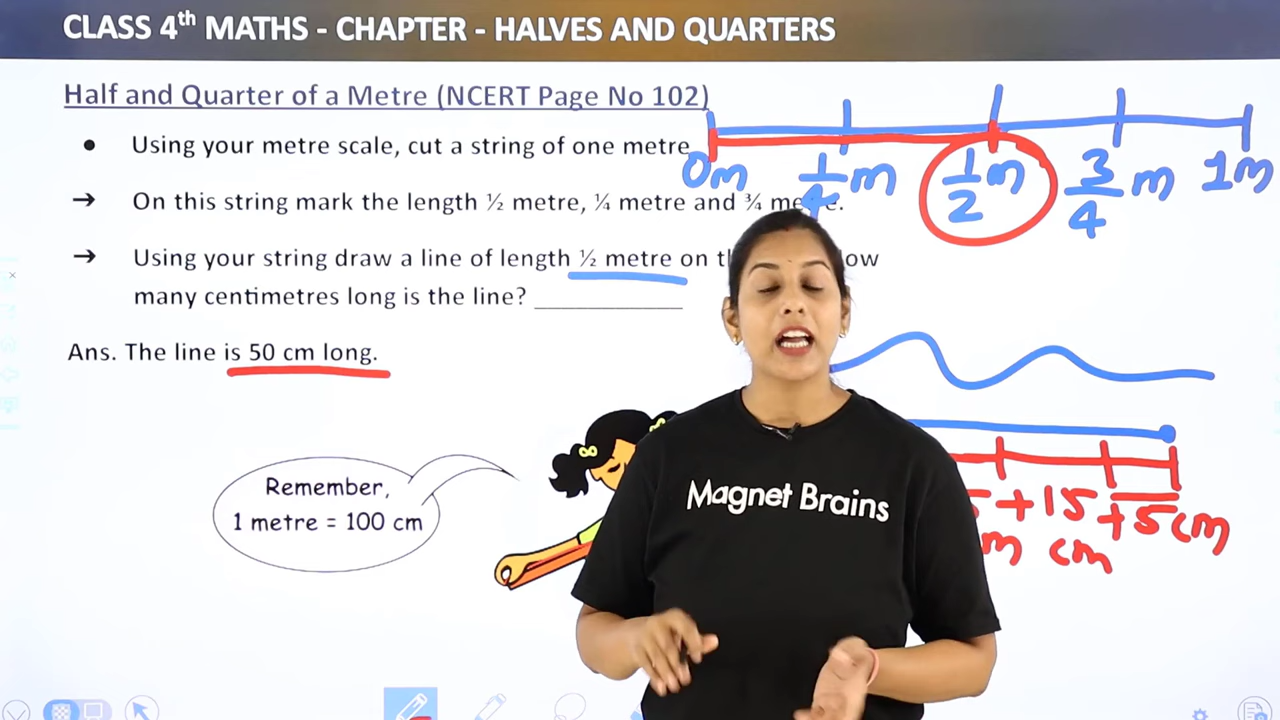 CLASS 4th MATHS - CHAPTER - HALVES AND QUARTERS
Half and Quarter of a Metre (NCERT Page No 102)
● Using your metre scale, cut a string of one metre
→ On this string mark the length ½ metre, ¼ metre and ¾ metre.
→ Using your string draw a line of length ½ metre on
many centimetres long is the line? ___________
Ans. The line is 50 cm long.
0m 1/4 m 1/2 m 3/4 m 1m
Remember,
1 metre = 100 cm
+ 15 + 5 cm
cm
Magnet Brains